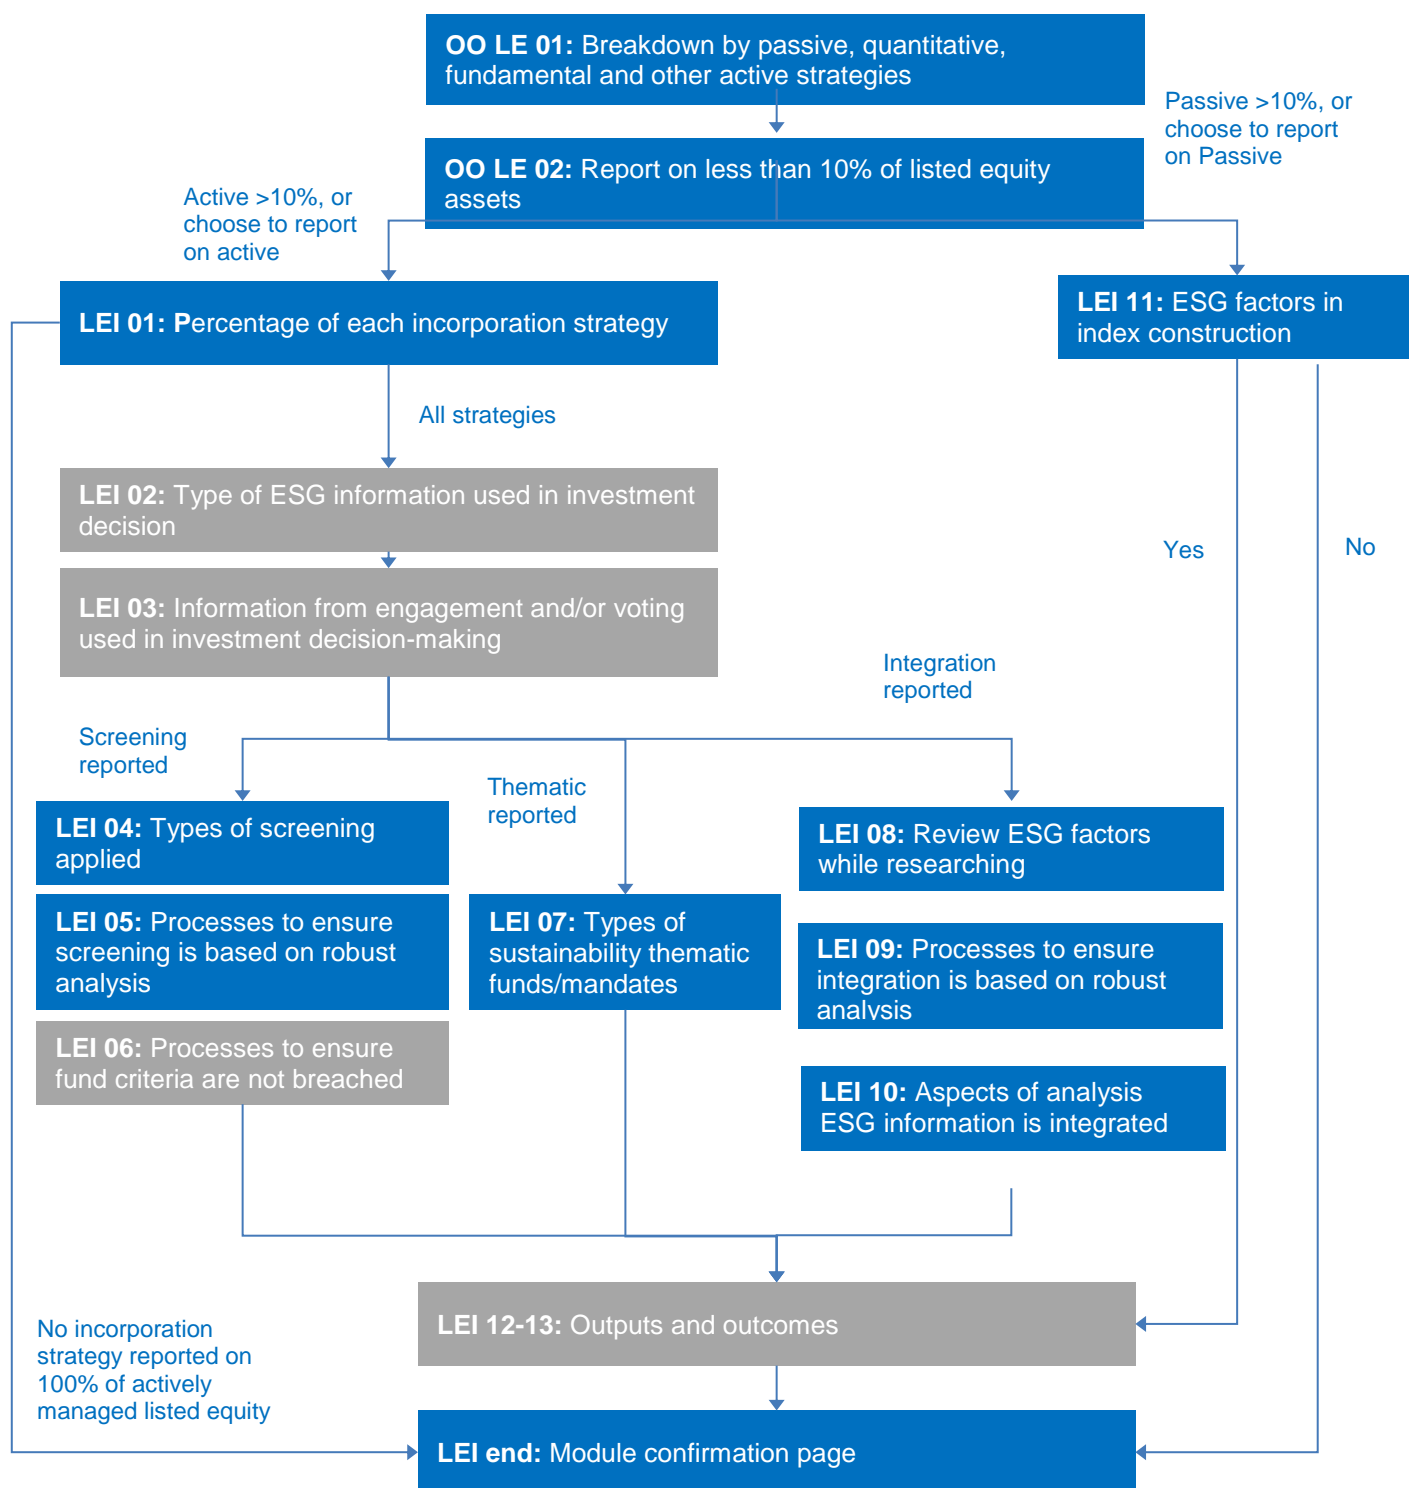 OO LE 01: Breakdown by passive, quantitative,
fundamental and other active strategies
Passive >10%, or
choose to report
on Passive
OO LE 02: Report on less than 10% of listed equity
assets
Active >10%, or
choose to report
on active
LEI 01: Percentage of each incorporation strategy
LEI 11: ESG factors in
index construction
All strategies
LEI 02: Type of ESG information used in investment
decision
Yes
No
LEI 03: Information from engagement and/or voting
used in investment decision-making
Integration
reported
Screening
reported
Thematic
reported
LEI 04: Types of screening
applied
LEI 08: Review ESG factors
while researching
LEI 05: Processes to ensure
screening is based on robust
analysis
LEI 07: Types of
sustainability thematic
funds/mandates
LEI 09: Processes to ensure
integration is based on robust
analysis
LEI 06: Processes to ensure
fund criteria are not breached
LEI 10: Aspects of analysis
ESG information is integrated
LEI 12-13: Outputs and outcomes
No incorporation
strategy reported on
100% of actively
managed listed equity
LEI end: Module confirmation page